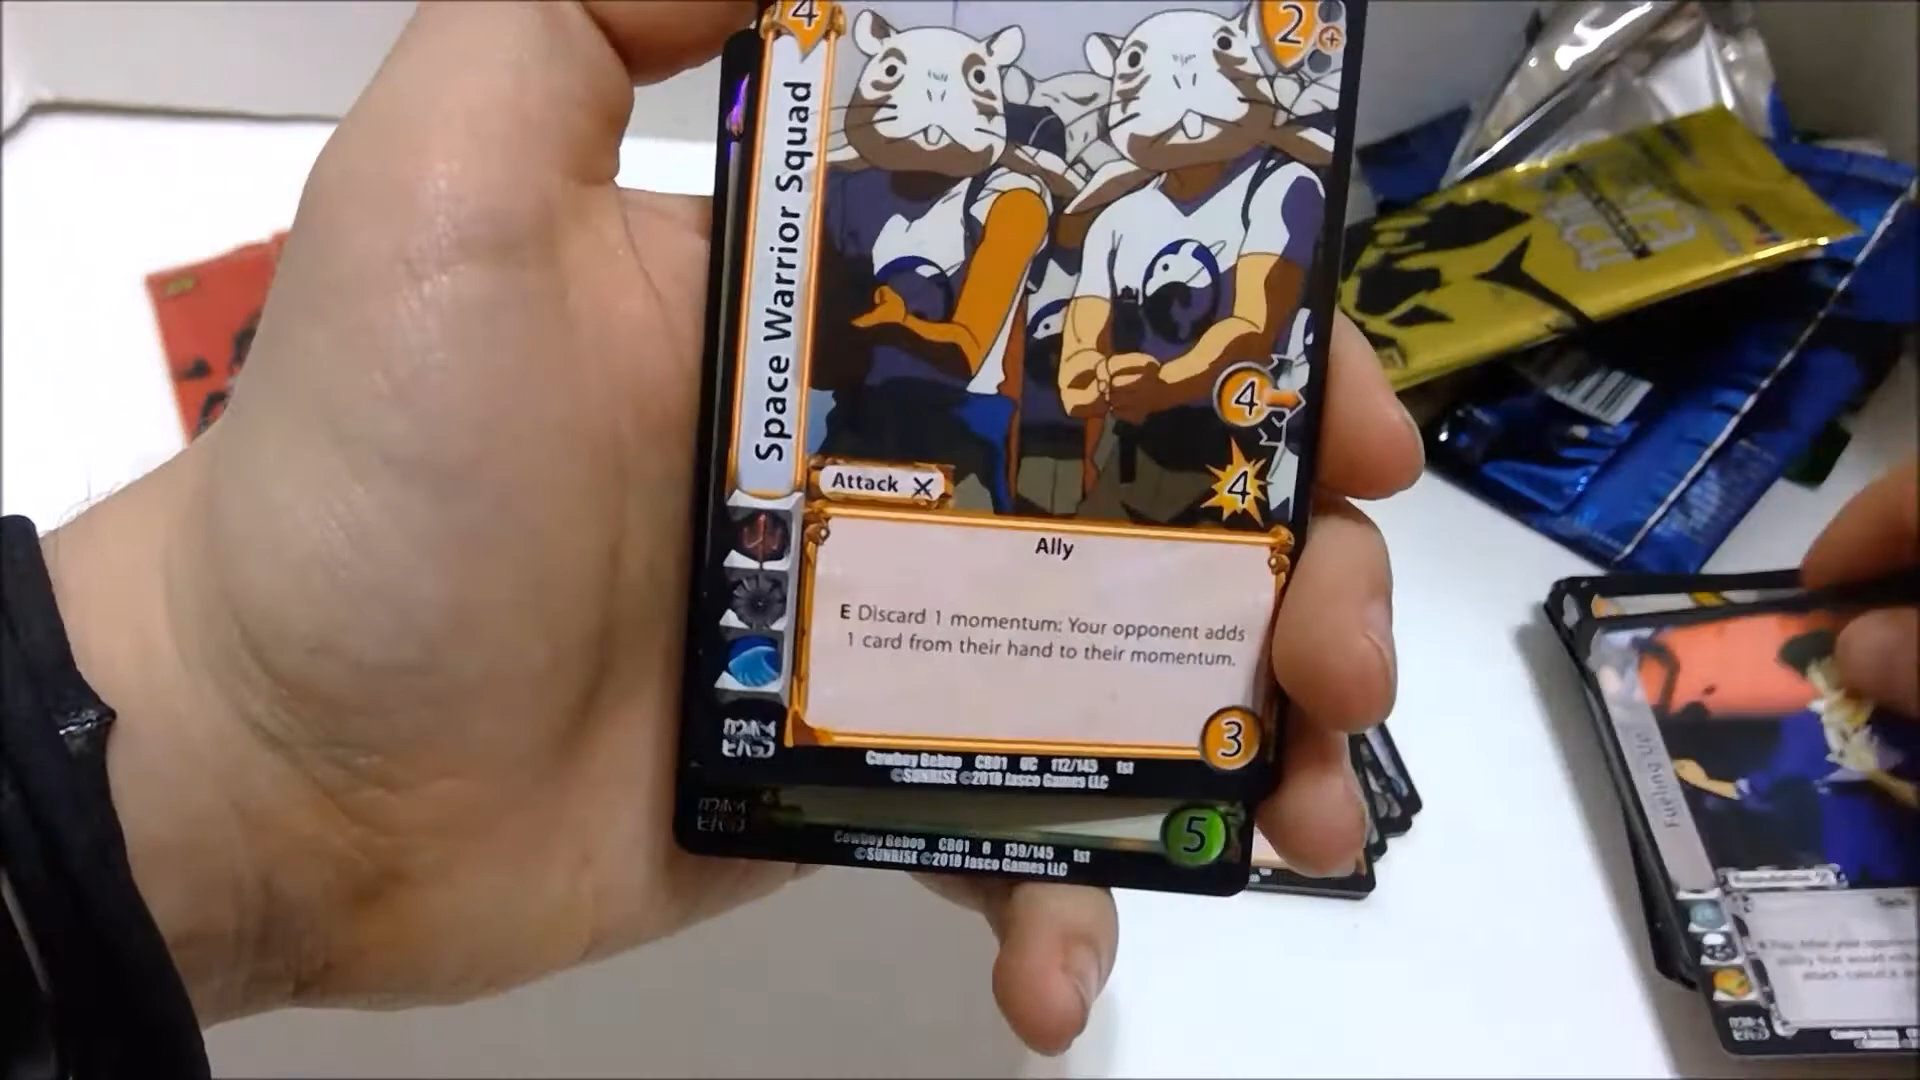 4
2
Space Warrior Squad
4
Attack
4
Ally
E Discard 1 momentum: Your opponent adds
1 card from their hand to their momentum.
3
Cowboy Bebop CB01 UC 112/145 1st
©SUNRISE ©2018 Jasco Games LLC
5
Cowboy Bebop CB01 R 139/145 1st
©SUNRISE ©2018 Jasco Games LLC
Fueling Up